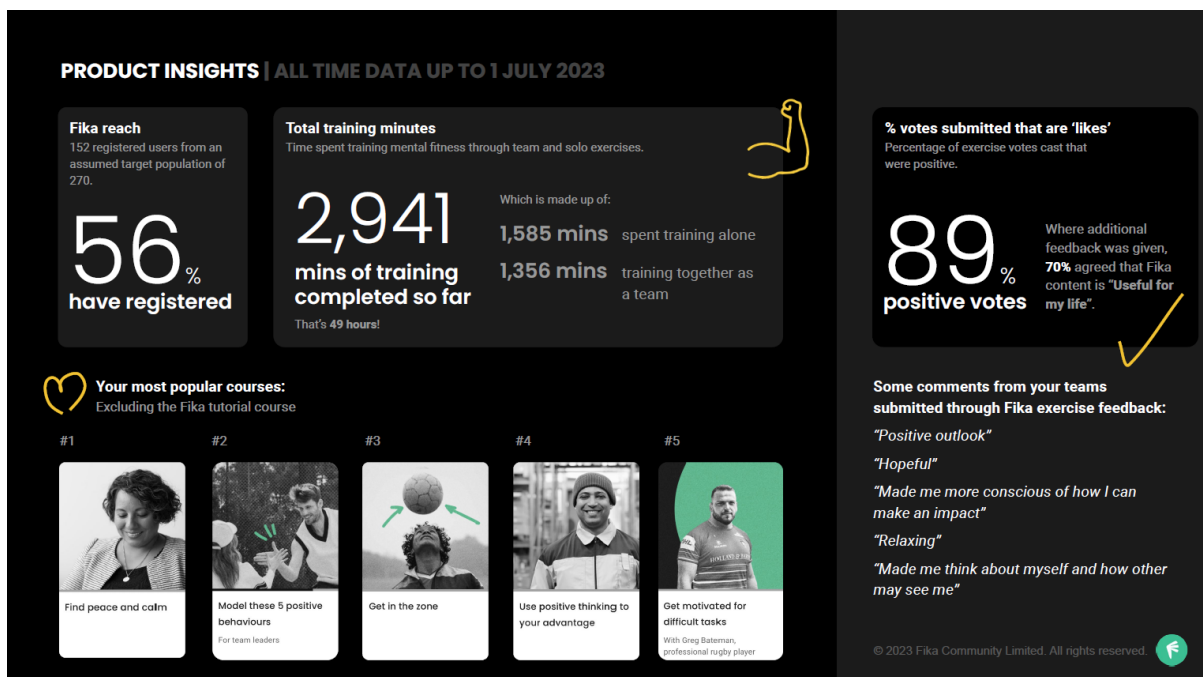 PRODUCT INSIGHTS | ALL TIME DATA UP TO 1 JULY 2023
Fika reach
152 registered users from an
assumed target population of
270.
56%
have registered
Total training minutes
Time spent training mental fitness through team and solo exercises.
2,941
mins of training
completed so far
That's 49 hours!
Which is made up of:
1,585 mins spent training alone
1,356 mins training together as
a team
% votes submitted that are 'likes'
Percentage of exercise votes cast that
were positive.
89%
positive votes
Where additional
feedback was given,
70% agreed that Fika
content is "Useful for
my life".
Your most popular courses:
Excluding the Fika tutorial course
#1
Find peace and calm
#2
Model these 5 positive
behaviours
For team leaders
#3
Get in the zone
#4
Use positive thinking to
your advantage
#5
HOLLAND &
Get motivated for
difficult tasks
With Greg Bateman,
professional rugby player
Some comments from your teams
submitted through Fika exercise feedback:
"Positive outlook"
"Hopeful"
"Made me more conscious of how I can
make an impact"
"Relaxing"
"Made me think about myself and how other
may see me"
© 2023 Fika Community Limited. All rights reserved.